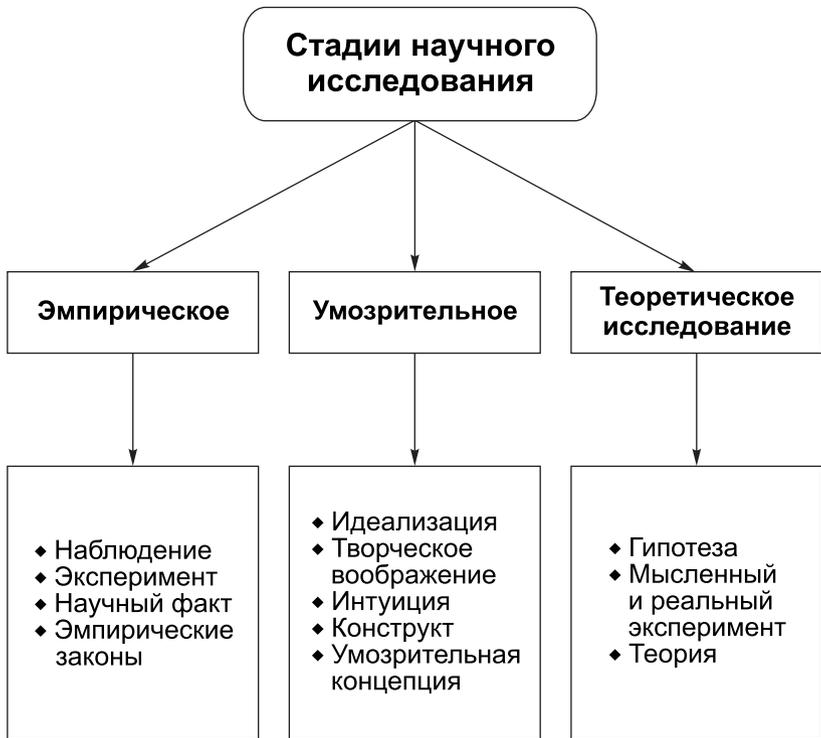 Стадии научного
исследования
Эмпирическое
Умозрительное
Теоретическое
исследование
Наблюдение
Эксперимент
Научный факт
Эмпирические
законы
Идеализация
Творческое
воображение
Интуиция
Конструкт
Умозрительная
концепция
Гипотеза
Мысленный
и реальный
эксперимент
Теория